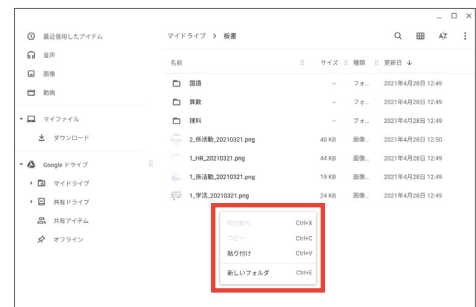 最近使用したアイテム
音声
画像
動画
マイファイル
ダウンロード
Google ドライブ
マイドライブ
共有ドライブ
共有アイテム
オフライン
マイドライブ > 板書
AZ
名前 サイズ 種類 更新日 ↓
国語 -- フォ... 2021年4月28日 12:49
算数 -- フォ... 2021年4月28日 12:49
理科 -- フォ... 2021年4月28日 12:49
2_係活動_20210321.png 40 KB 画像... 2021年4月28日 12:50
1_HR_20210321.png 44 KB 画像... 2021年4月28日 12:49
1_係活動_20210321.png 19 KB 画像... 2021年4月28日 12:49
1_学活_20210321.png 24 KB 画像... 2021年4月28日 12:49
切り取り Ctrl+X
コピー Ctrl+C
貼り付け Ctrl+V
新しいフォルダ Ctrl+E